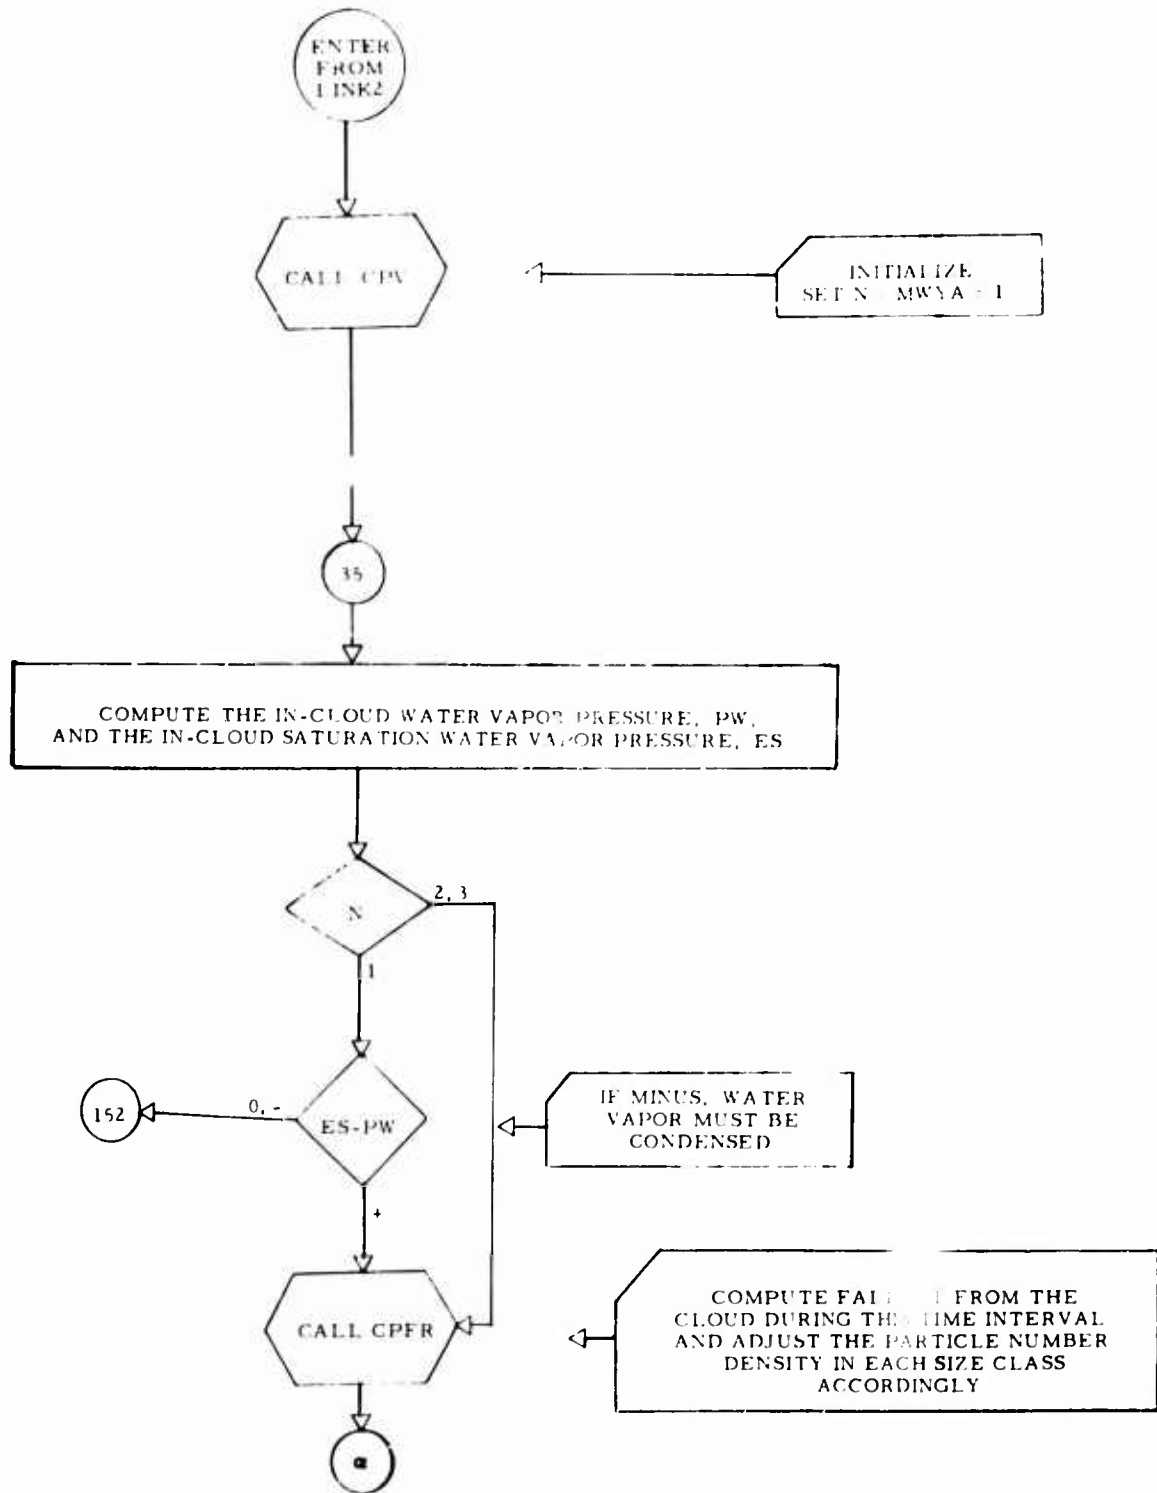 ENTER
FROM
LINK2
CALL CPV
INITIALIZE
SET N MWYA 1
35
COMPUTE THE IN-CLOUD WATER VAPOR PRESSURE, PW,
AND THE IN-CLOUD SATURATION WATER VAPOR PRESSURE, ES
N
2, 3
1
ES-PW
0, -
152
+
IF MINUS, WATER
VAPOR MUST BE
CONDENSED
CALL CPFR
COMPUTE FROM THE
CLOUD DURING THIS TIME INTERVAL
AND ADJUST THE PARTICLE NUMBER
DENSITY IN EACH SIZE CLASS
ACCORDINGLY
α